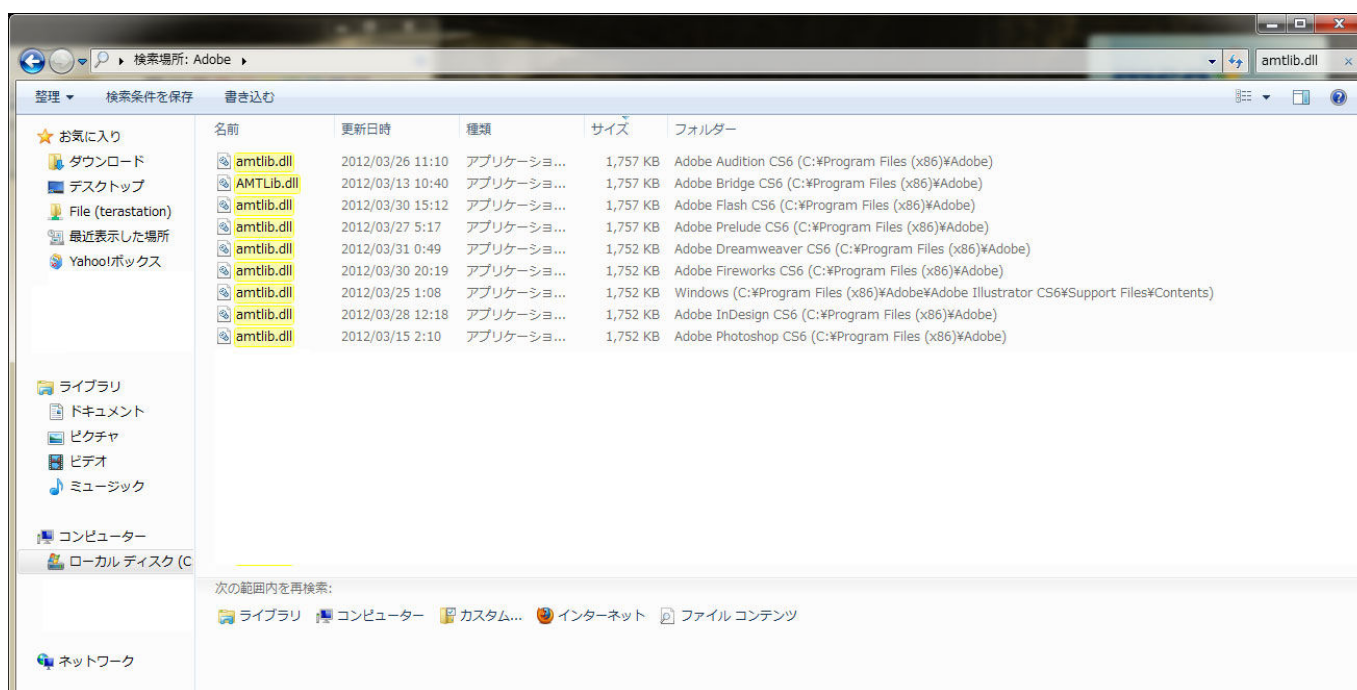 検索場所: Adobe
amtlib.dll
整理 検索条件を保存 書き込む
お気に入り
ダウンロード
デスクトップ
File (terastation)
最近表示した場所
Yahoo!ボックス
ライブラリ
ドキュメント
ピクチャ
ビデオ
ミュージック
コンピューター
ローカル ディスク (C
ネットワーク
名前 更新日時 種類 サイズ フォルダー
amtlib.dll 2012/03/26 11:10 アプリケーショ... 1,757 KB Adobe Audition CS6 (C:¥Program Files (x86)¥Adobe)
AMTLib.dll 2012/03/13 10:40 アプリケーショ... 1,757 KB Adobe Bridge CS6 (C:¥Program Files (x86)¥Adobe)
amtlib.dll 2012/03/30 15:12 アプリケーショ... 1,757 KB Adobe Flash CS6 (C:¥Program Files (x86)¥Adobe)
amtlib.dll 2012/03/27 5:17 アプリケーショ... 1,757 KB Adobe Prelude CS6 (C:¥Program Files (x86)¥Adobe)
amtlib.dll 2012/03/31 0:49 アプリケーショ... 1,752 KB Adobe Dreamweaver CS6 (C:¥Program Files (x86)¥Adobe)
amtlib.dll 2012/03/30 20:19 アプリケーショ... 1,752 KB Adobe Fireworks CS6 (C:¥Program Files (x86)¥Adobe)
amtlib.dll 2012/03/25 1:08 アプリケーショ... 1,752 KB Windows (C:¥Program Files (x86)¥Adobe¥Adobe Illustrator CS6¥Support Files¥Contents)
amtlib.dll 2012/03/28 12:18 アプリケーショ... 1,752 KB Adobe InDesign CS6 (C:¥Program Files (x86)¥Adobe)
amtlib.dll 2012/03/15 2:10 アプリケーショ... 1,752 KB Adobe Photoshop CS6 (C:¥Program Files (x86)¥Adobe)
次の範囲内を再検索:
ライブラリ コンピューター カスタム... インターネット ファイル コンテンツ